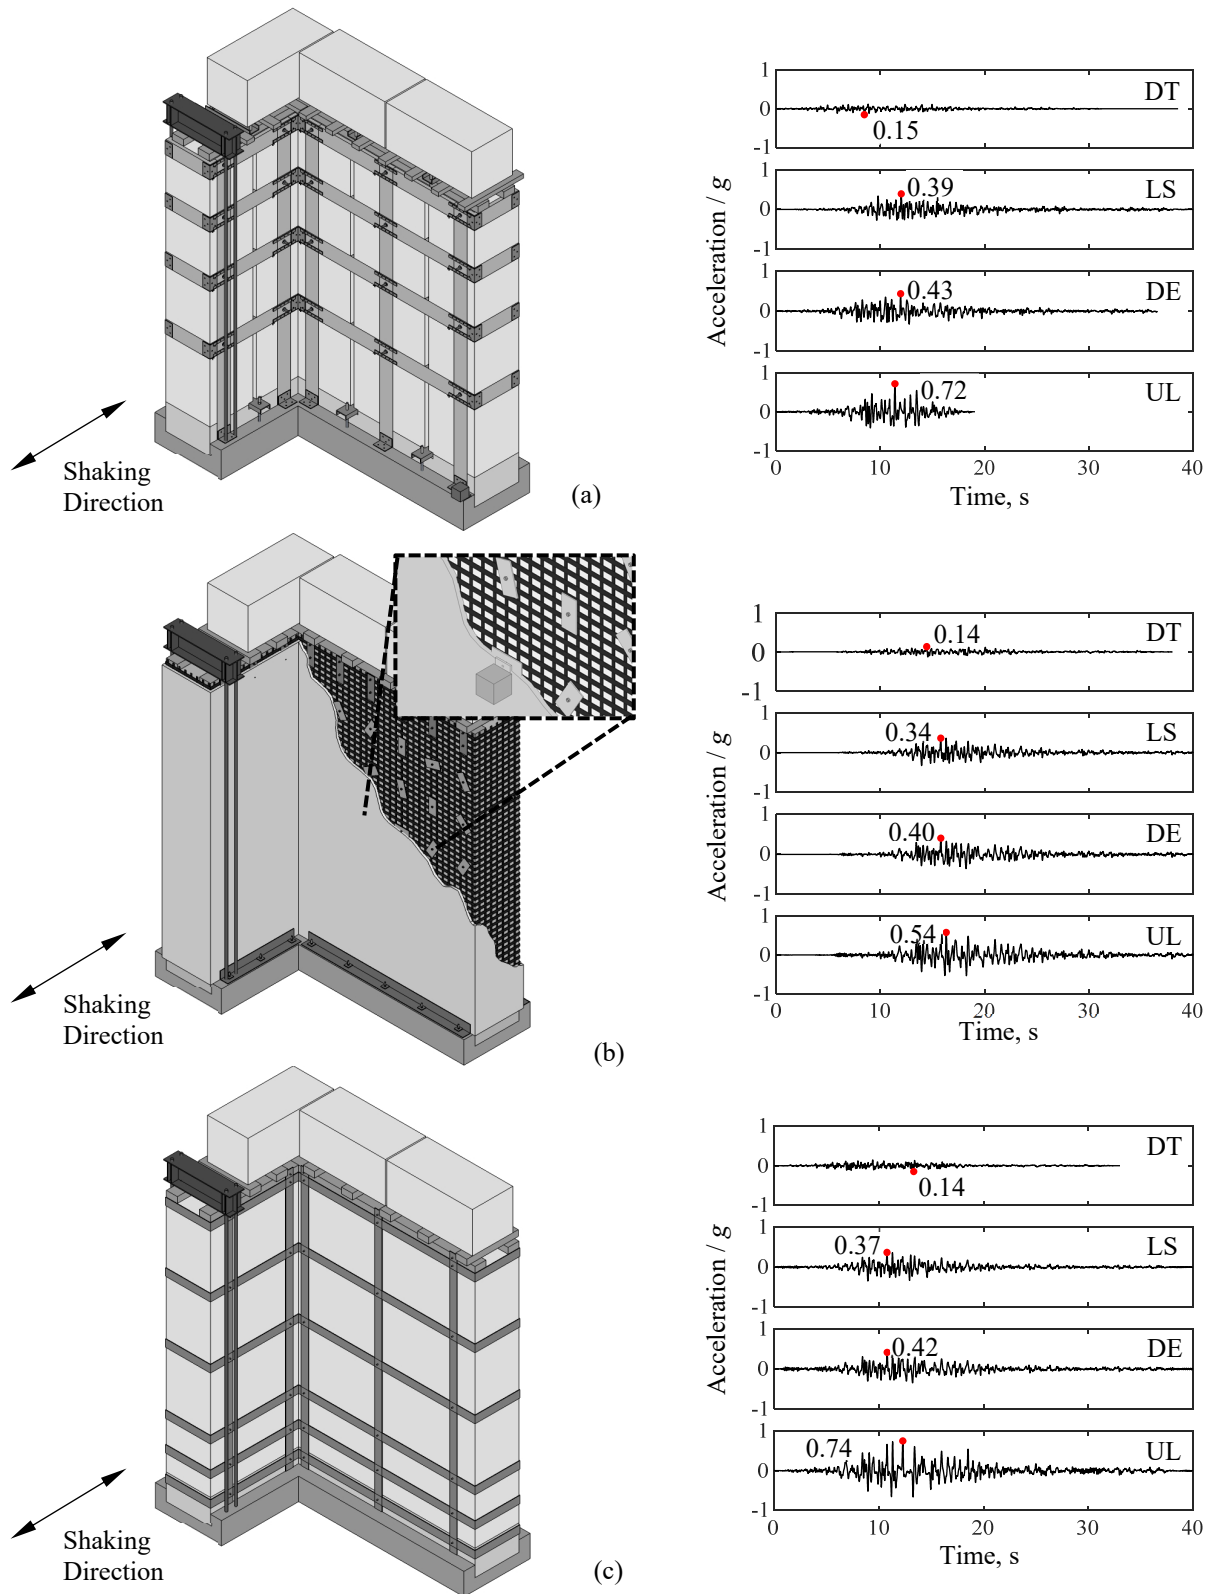 1
0
-1
DT
0.15
1
0
-1
LS
0.39
1
0
-1
DE
0.43
1
0
-1
UL
0.72
0
10
20
30
40
Acceleration / g
Time, s
Shaking
Direction
(a)
1
0
-1
DT
0.14
1
0
-1
LS
0.34
1
0
-1
DE
0.40
1
0
-1
UL
0.54
0
10
20
30
40
Acceleration / g
Time, s
Shaking
Direction
(b)
1
0
-1
DT
0.14
1
0
-1
LS
0.37
1
0
-1
DE
0.42
1
0
-1
UL
0.74
0
10
20
30
40
Acceleration / g
Time, s
Shaking
Direction
(c)